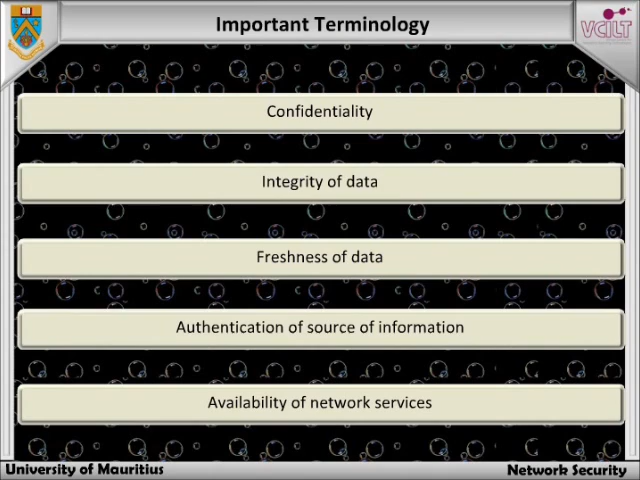 Important Terminology
VCILT
Confidentiality
Integrity of data
Freshness of data
Authentication of source of information
Availability of network services
University of Mauritius
Network Security